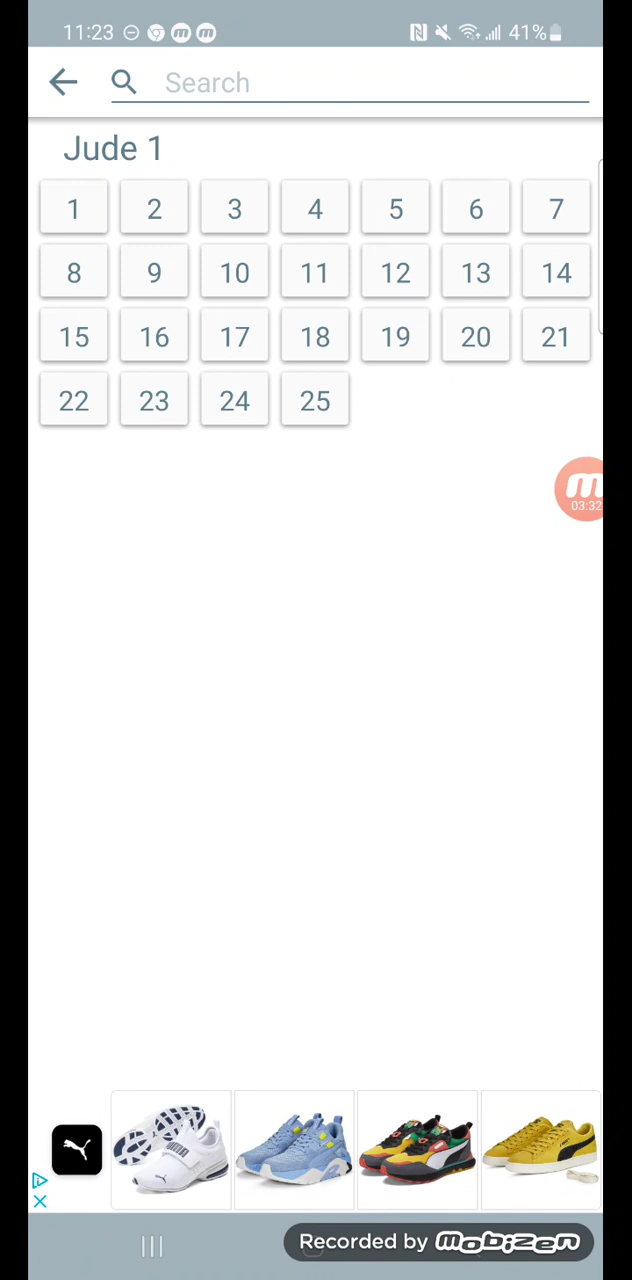 11:23 41%
Search
Jude 1
1 2 3 4 5 6 7
8 9 10 11 12 13 14
15 16 17 18 19 20 21
22 23 24 25
m
03:32
Recorded by mobizen